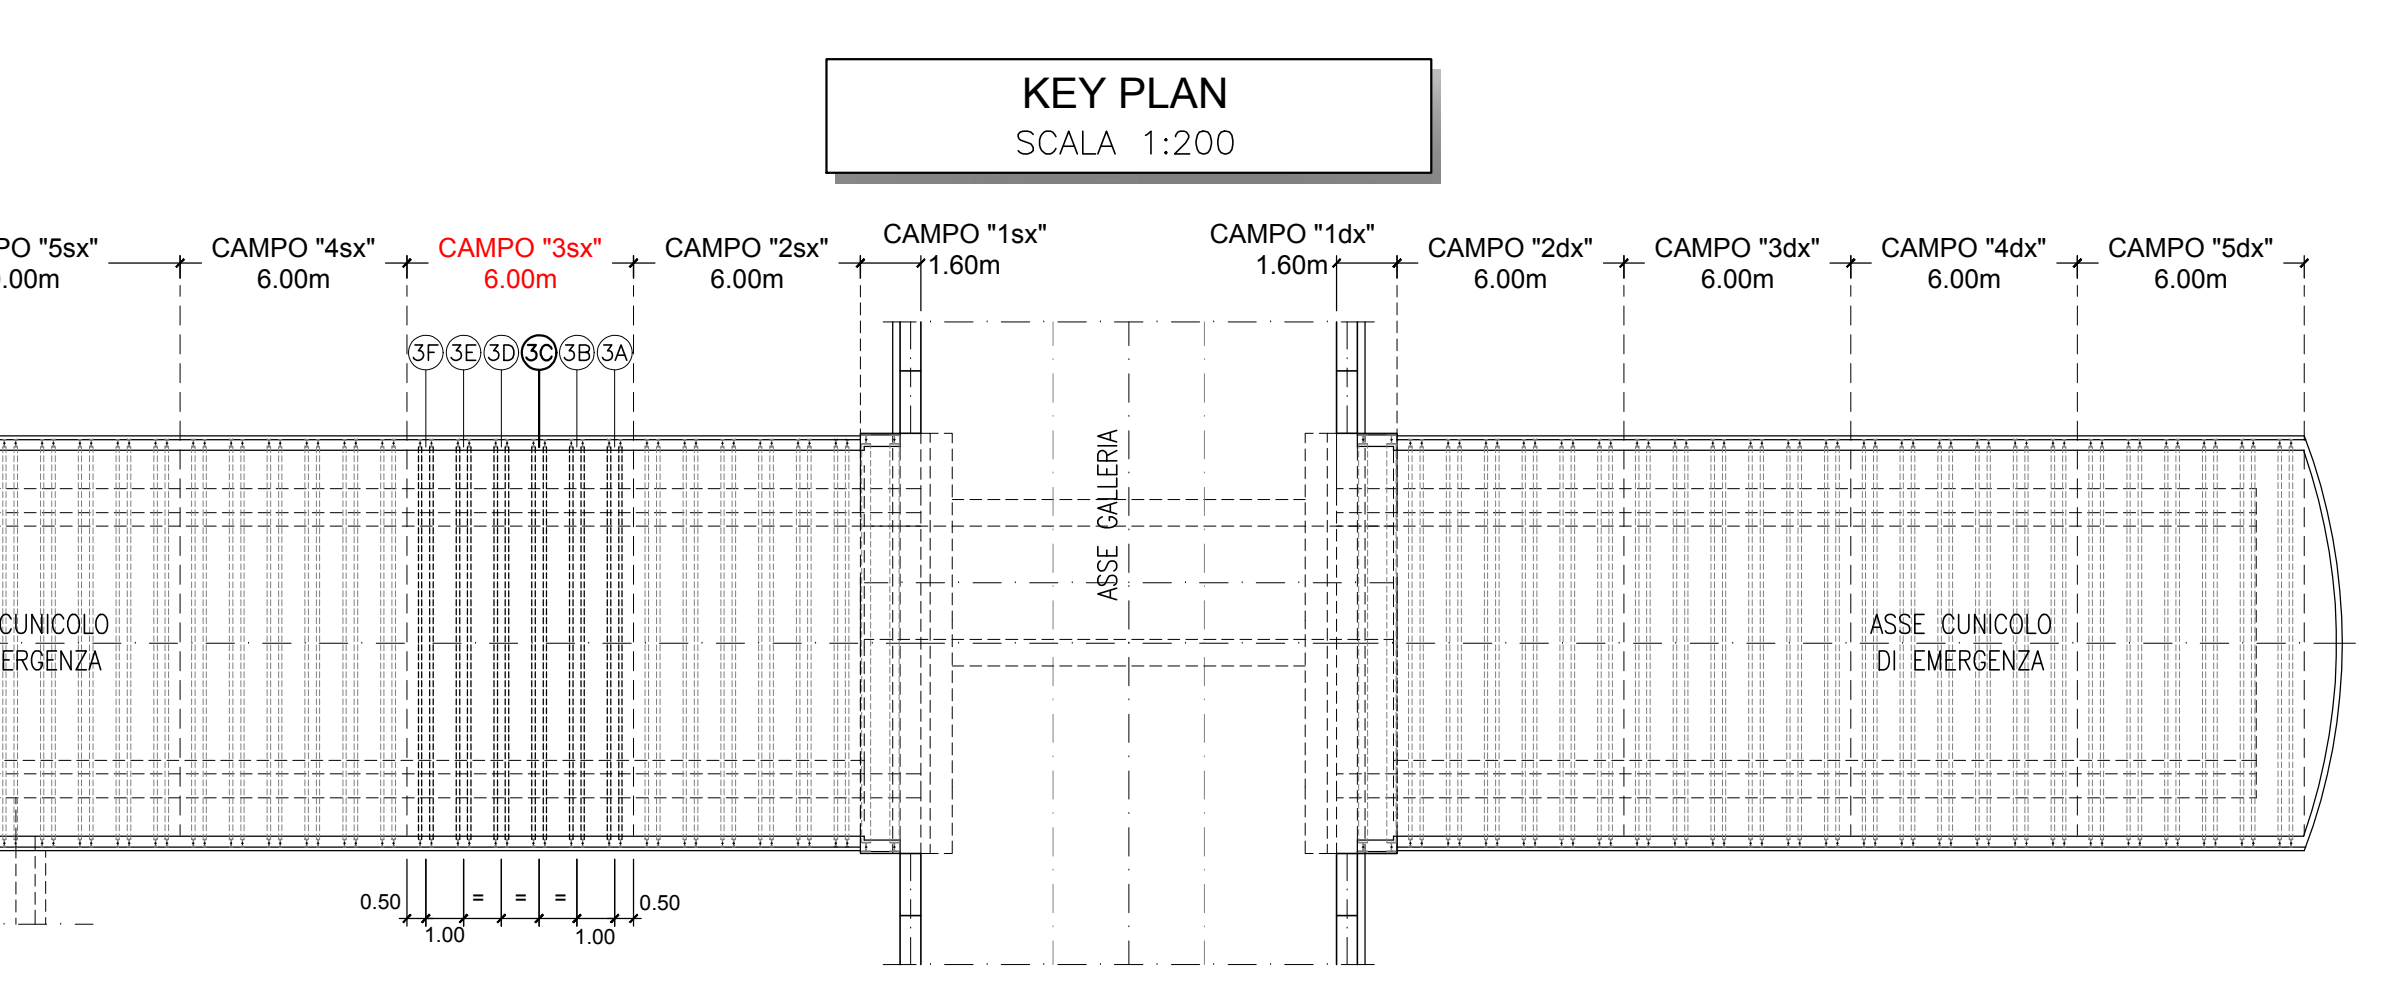 KEY PLAN
SCALA 1:200
"5sx"
CAMPO "4sx"
6.00m
CAMPO "3sx"
6.00m
CAMPO "2sx"
6.00m
CAMPO "1sx"
1.60m
CAMPO "1dx"
1.60m
CAMPO "2dx"
6.00m
CAMPO "3dx"
6.00m
CAMPO "4dx"
6.00m
CAMPO "5dx"
6.00m
3F 3E 3D 3C 3B 3A
ASSE GALLERIA
CUNICOLO
ERGENZA
ASSE CUNICOLO
DI EMERGENZA
0.50 = = = 0.50
1.00 1.00